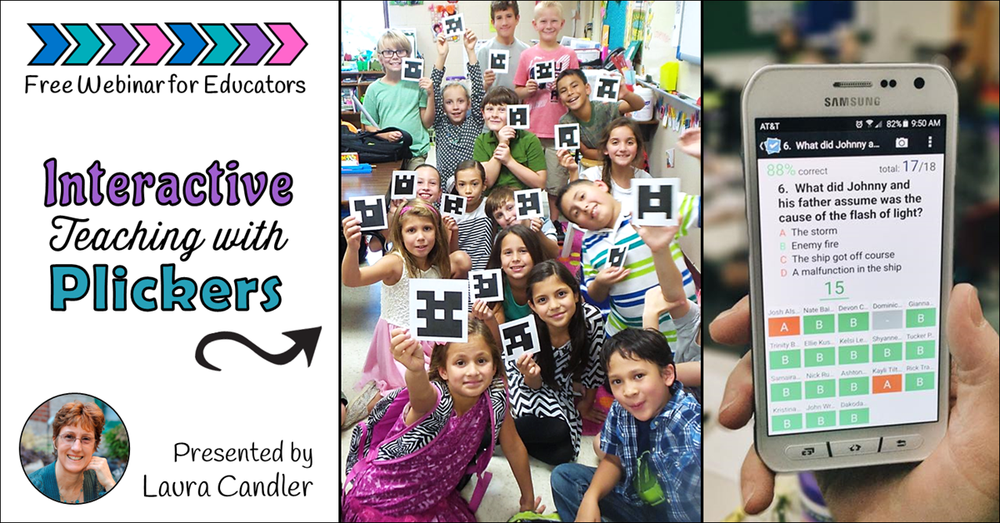 Free Webinar for Educators
Interactive
Teaching with
Plickers
Presented by
Laura Candler
SAMSUNG
AT&T 82% 9:50 AM
6. What did Johnny a...
88% correct total: 17/18
6. What did Johnny and
his father assume was the
cause of the flash of light?
A The storm
B Enemy fire
C The ship got off course
D A malfunction in the ship
15
Josh Als... Nate Bai... Devon C... Dominic... Gianna...
A B B - B
Trinity B... Ellie Kus... Kelsi Le... Shyanne... Tucker P...
B B B B B
Samaira... Nick Ru... Ashton... Kayli Tilt... Rick Tra...
B B B A B
Kristina... John Wr... Dakoda...
B B B